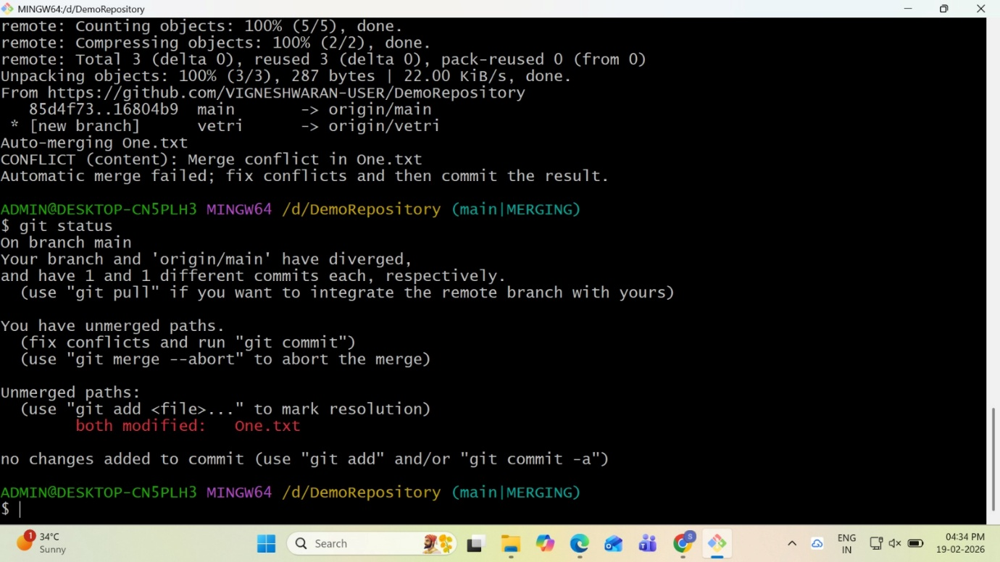 MINGW64:/d/DemoRepository
remote: Counting objects: 100% (5/5), done.
remote: Compressing objects: 100% (2/2), done.
remote: Total 3 (delta 0), reused 3 (delta 0), pack-reused 0 (from 0)
Unpacking objects: 100% (3/3), 287 bytes | 22.00 KiB/s, done.
From https://github.com/VIGNESHWARAN-USER/DemoRepository
   85d4f73..16804b9  main       -> origin/main
 * [new branch]      vetri      -> origin/vetri
Auto-merging One.txt
CONFLICT (content): Merge conflict in One.txt
Automatic merge failed; fix conflicts and then commit the result.
ADMIN@DESKTOP-CN5PLH3 MINGW64 /d/DemoRepository (main|MERGING)
$ git status
On branch main
Your branch and 'origin/main' have diverged,
and have 1 and 1 different commits each, respectively.
  (use "git pull" if you want to integrate the remote branch with yours)
You have unmerged paths.
  (fix conflicts and run "git commit")
  (use "git merge --abort" to abort the merge)
Unmerged paths:
  (use "git add <file>..." to mark resolution)
        both modified:   One.txt
no changes added to commit (use "git add" and/or "git commit -a")
ADMIN@DESKTOP-CN5PLH3 MINGW64 /d/DemoRepository (main|MERGING)
$
1
34°C
Sunny
Search
S
ENG
IN
04:34 PM
19-02-2026